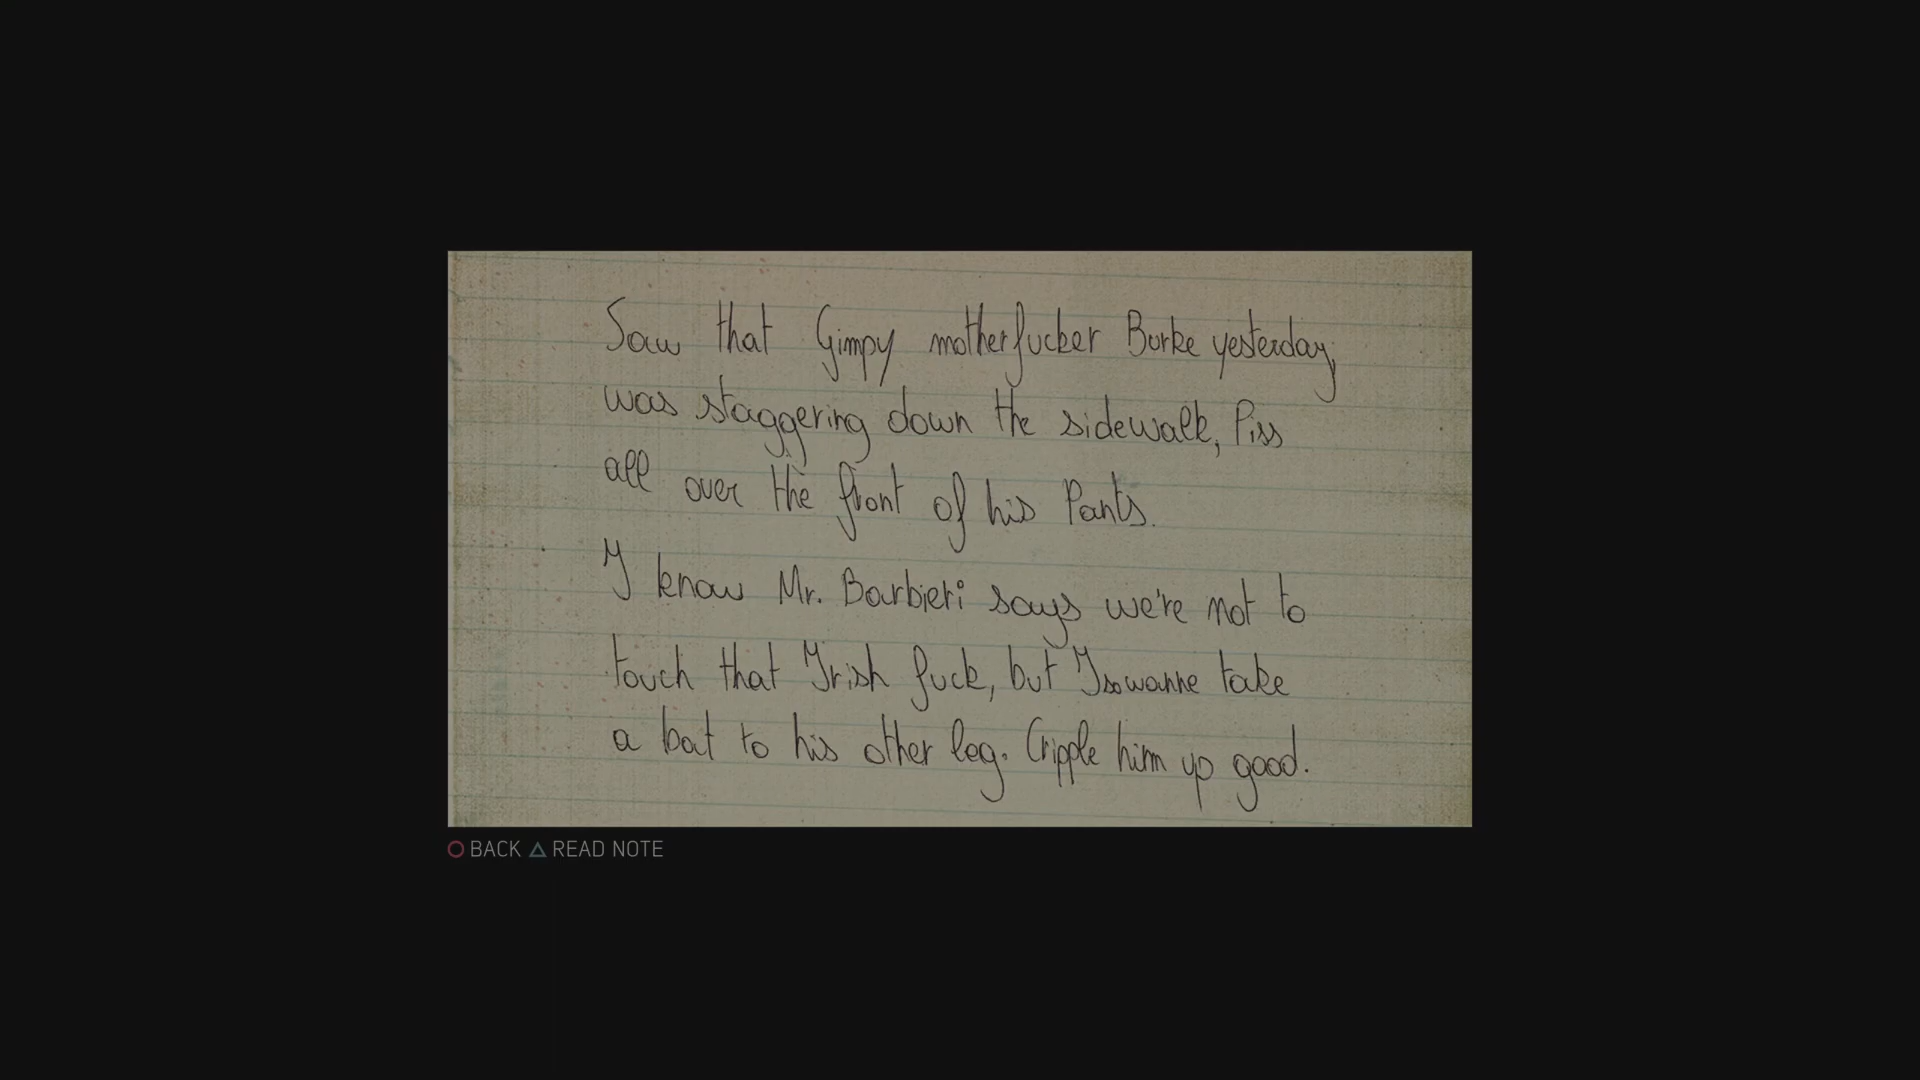 Saw that Gimpy motherfucker Burke yesterday,
was staggering down the sidewalk, Piss
all over the front of his Pants.
I know Mr. Barbieri says we're not to
touch that Irish fuck, but I so wanne take
a bat to his other leg. Cripple him up good.
BACK READ NOTE